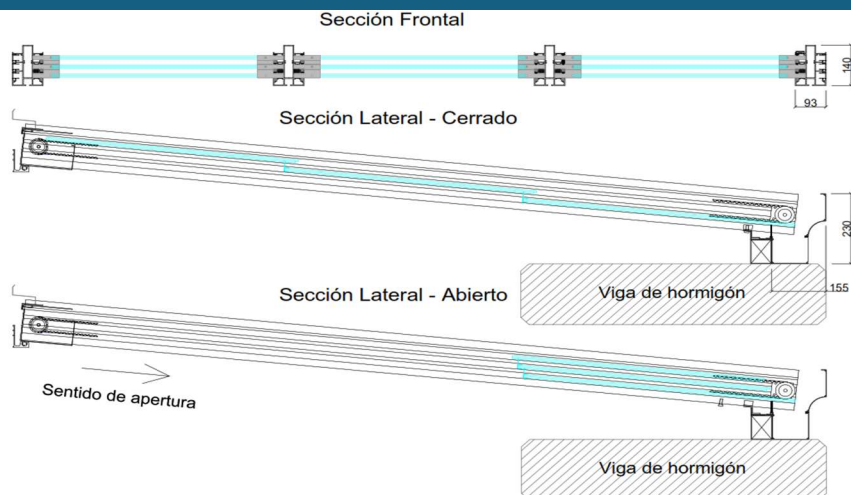 Sección Frontal
140
93
Sección Lateral - Cerrado
230
155
Viga de hormigón
Sección Lateral - Abierto
Sentido de apertura
Viga de hormigón